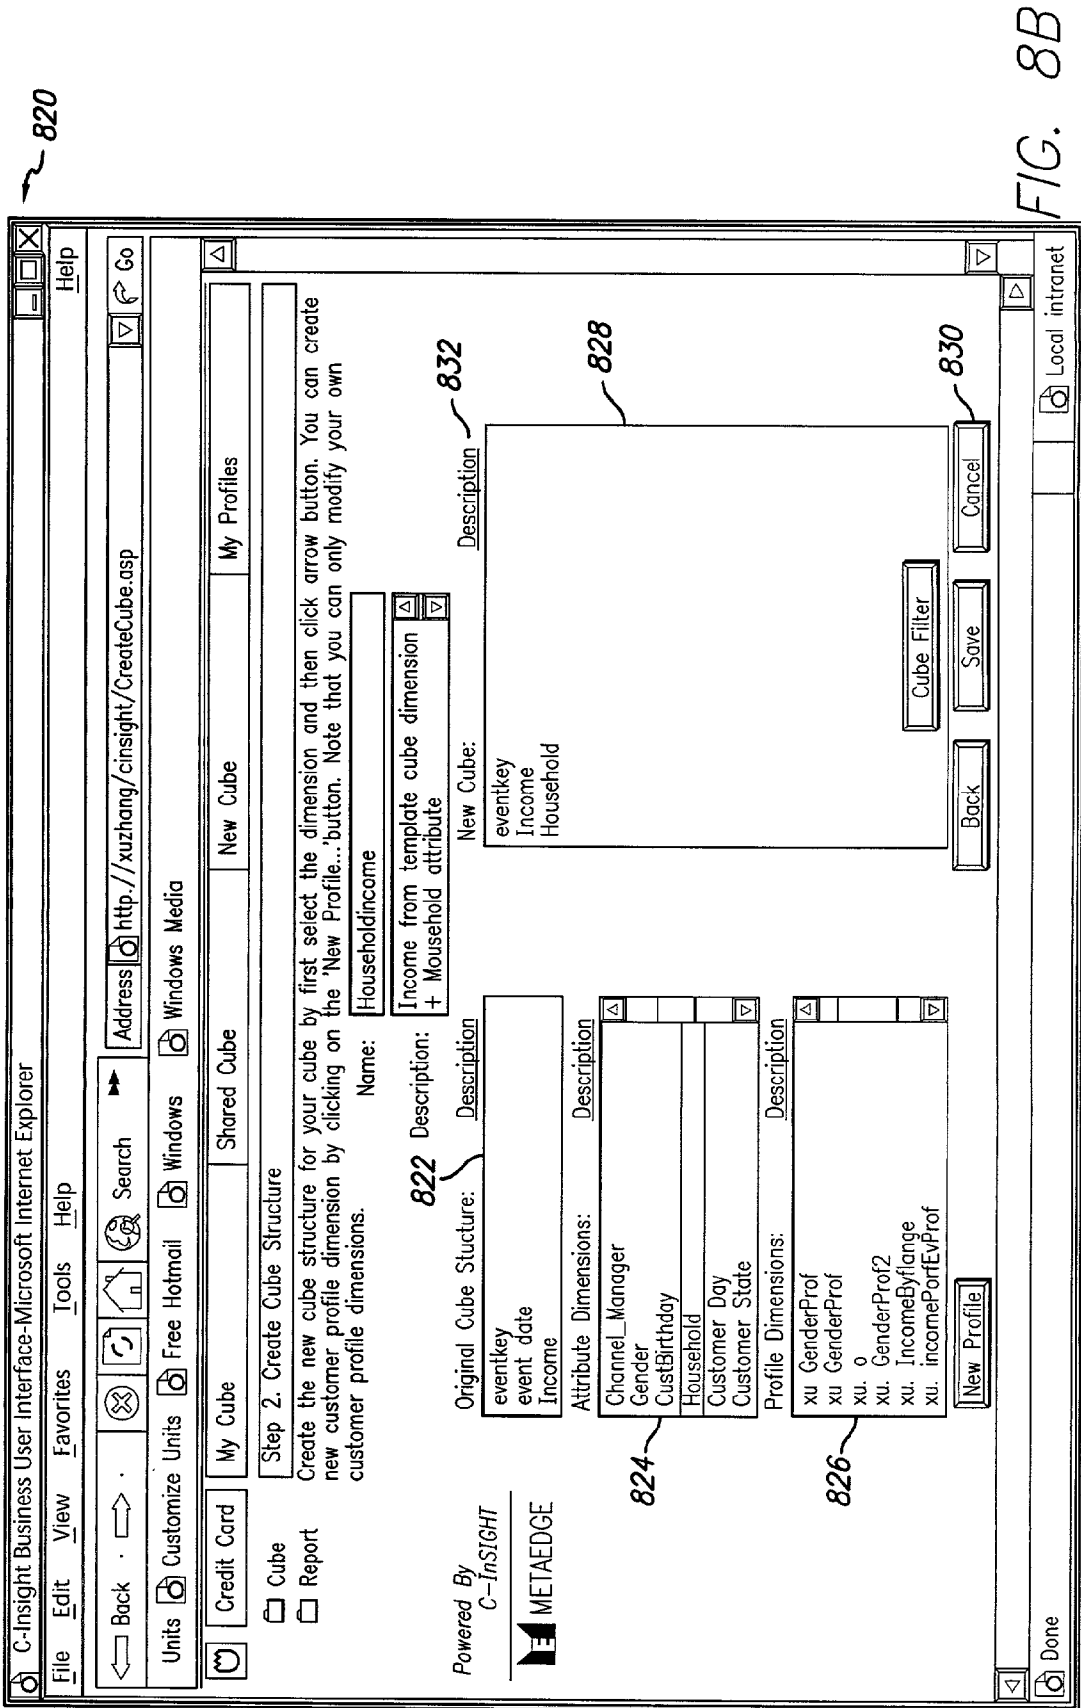 820
C-Insight Business User Interface-Microsoft Internet Explorer
File Edit View Favorites Tools Help Help
Back Search Address http.//xuzhang/cinsight/CreateCube.asp Go
Units Customize Units Free Hotmail Windows Windows Media
Credit Card My Cube Shared Cube New Cube My Profiles
Cube
Report
Step 2. Create Cube Structure
Create the new cube structure for your cube by first select the dimension and then click arrow button. You can create
new customer profile dimension by clicking on the 'New Profile...'button. Note that you can only modify your own
customer profile dimensions.
Name: Householdincome
Description: Income from template cube dimension
+ Mousehold attribute
Powered By
C-InSIGHT
METAEDGE
822
Original Cube Stucture: Description
eventkey
event date
Income
Attribute Dimensions: Description
Channel_Manager
Gender
CustBirthday
Household
Customer Day
Customer State
824
Profile Dimensions: Description
xu GenderProf
xu GenderProf
xu. o
xu. GenderProf2
xu. IncomeByflange
xu. incomePorfEvProf
826
New Profile
New Cube: Description 832
eventkey
Income
Household
828
Cube Filter
Back Save Cancel 830
Done Local intranet
FIG. 8B